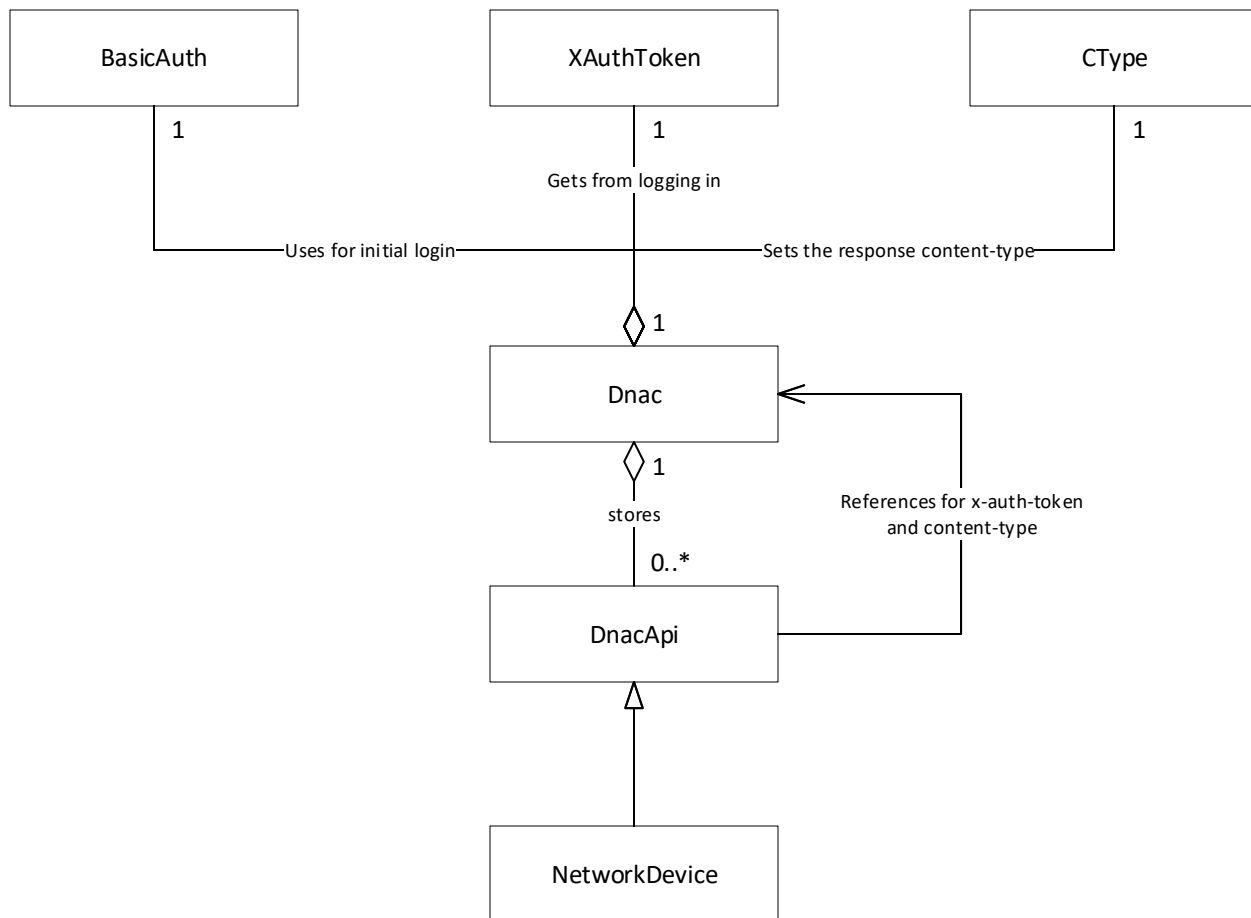 BasicAuth
XAuthToken
CType
1
1
1
Gets from logging in
Uses for initial login
Sets the response content-type
1
Dnac
1
stores
References for x-auth-token
and content-type
0..*
DnacApi
NetworkDevice